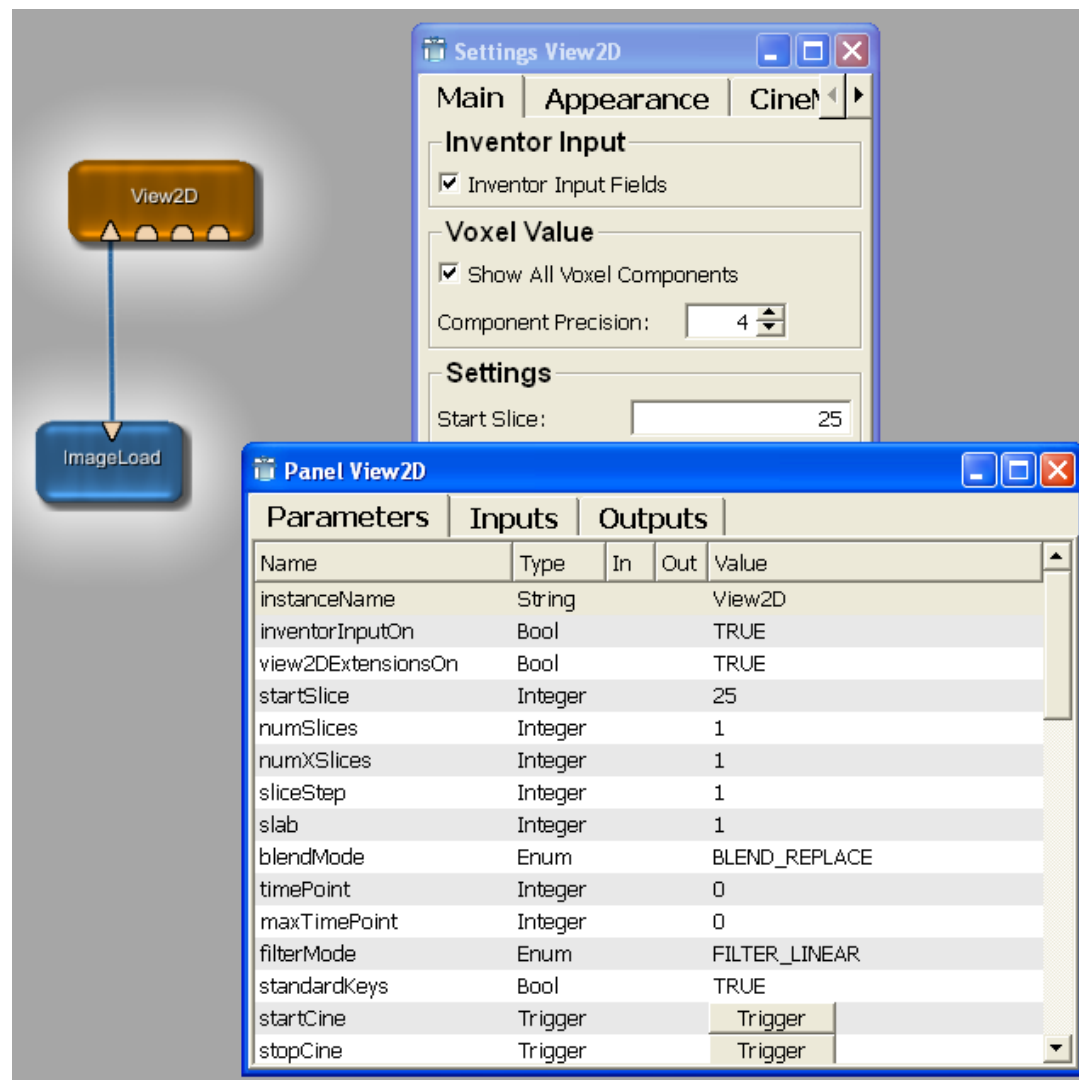 View2D
ImageLoad
Settings View2D
Main Appearance
Inventor Input
Inventor Input Fields
Voxel Value
Show All Voxel Components
Component Precision: 4
Settings
Start Slice: 25
Panel View2D
Parameters Inputs Outputs
Name Type In Out Value
instanceName String View2D
inventorInputOn Bool TRUE
view2DExtensionsOn Bool TRUE
startSlice Integer 25
numSlices Integer 1
numXSlices Integer 1
sliceStep Integer 1
slab Integer 1
blendMode Enum BLEND_REPLACE
timePoint Integer 0
maxTimePoint Integer 0
filterMode Enum FILTER_LINEAR
standardKeys Bool TRUE
startCine Trigger Trigger
stopCine Trigger Trigger